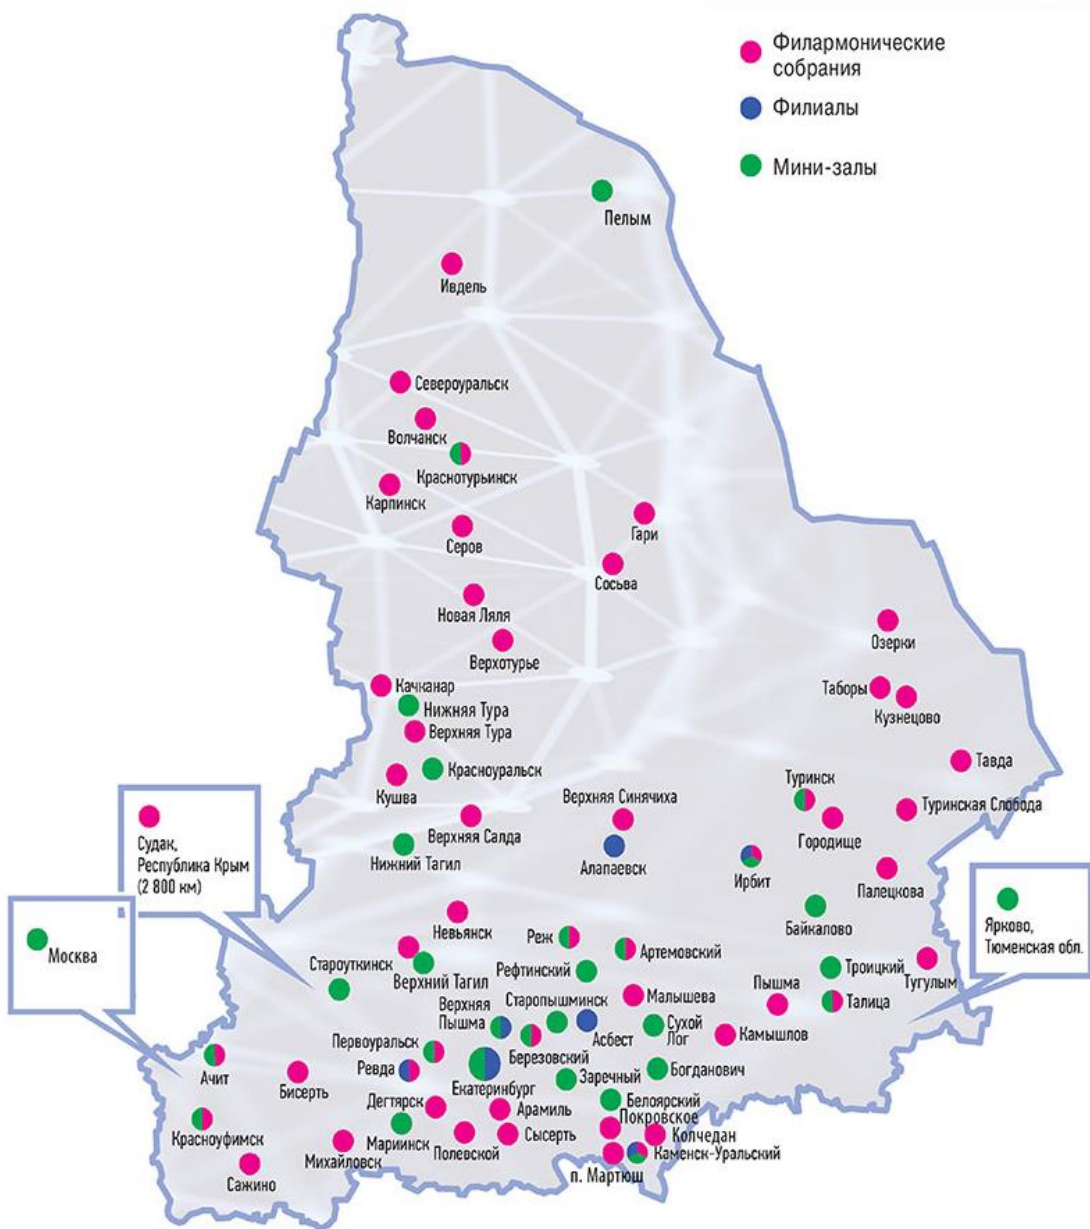 Филармонические
собрания
Филиалы
Мини-залы
Пелым
Ивдель
Североуральск
Волчанск
Краснотурьинск
Карпинск
Серов
Гари
Сосьва
Новая Ляля
Верхотурье
Озерки
Качканар
Таборы
Кузнецово
Нижняя Тура
Верхняя Тура
Красноуральск
Кушва
Тавда
Туринск
Туринская Слобода
Верхняя Синячиха
Верхняя Салда
Городище
Судак,
Республика Крым
(2 800 км)
Нижний Тагил
Алапаевск
Ирбит
Палецкова
Байкалово
Ярково,
Тюменская обл.
Москва
Невьянск
Реж
Артемовский
Староуткинск
Верхний Тагил
Рефтинский
Троицкий
Тугулым
Верхняя
Пышма
Старопышминск
Малышева
Пышма
Талица
Асбест
Сухой
Лог
Камышлов
Первоуральск
Березовский
Ачит
Бисерть
Ревда
Екатеринбург
Заречный
Богданович
Дегтярск
Арамиль
Белоярский
Покровское
Красноуфимск
Мариинск
Полевской
Сысерть
Колчедан
Каменск-Уральский
Михайловск
п. Мартюш
Сажино